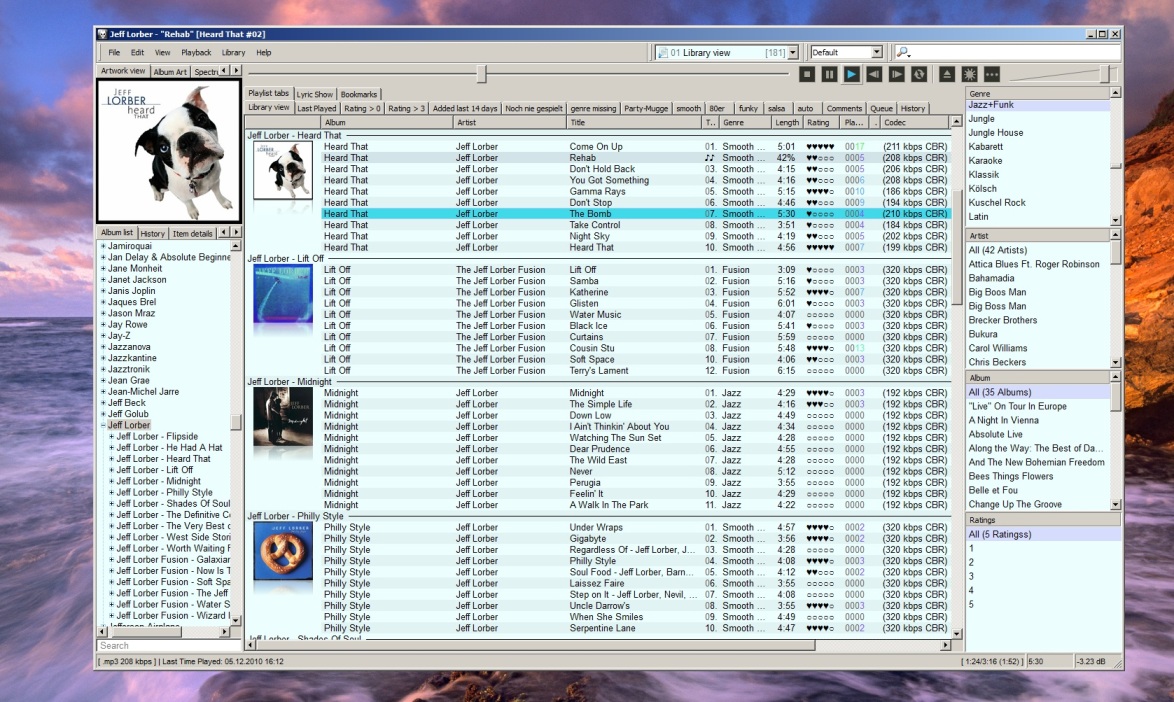 Jeff Lorber - "Rehab" [Heard That #02]
File Edit View Playback Library Help
01 Library view [181] Default
Artwork view Album Art Spectr
JEFF
LORBER
heard
THAT
Playlist tabs Lyric Show Bookmarks
Library view Last Played Rating > 0 Rating > 3 Added last 14 days Noch nie gespielt genre missing Party-Mugge smooth 80er funky salsa auto Comments Queue History
Album Artist Title T.. Genre Length Rating Pla... . Codec
Jeff Lorber - Heard That
Heard That Jeff Lorber Come On Up 01. Smooth ... 5:01 ♥♥♥♥♥ 0017 (211 kbps CBR)
Heard That Jeff Lorber Rehab ♪♪ Smooth ... 42% ♥♥○○○ 0005 (208 kbps CBR)
Heard That Jeff Lorber Don't Hold Back 03. Smooth ... 4:15 ♥♥○○○ 0005 (206 kbps CBR)
Heard That Jeff Lorber You Got Something 04. Smooth ... 4:16 ♥♥○○○ 0006 (208 kbps CBR)
Heard That Jeff Lorber Gamma Rays 05. Smooth ... 5:15 ♥♥♥♥○ 0010 (186 kbps CBR)
Heard That Jeff Lorber Don't Stop 06. Smooth ... 4:46 ♥♥○○○ 0009 (194 kbps CBR)
Heard That Jeff Lorber The Bomb 07. Smooth ... 5:30 ♥○○○○ 0004 (210 kbps CBR)
Heard That Jeff Lorber Take Control 08. Smooth ... 3:51 ♥○○○○ 0004 (184 kbps CBR)
Heard That Jeff Lorber Night Sky 09. Smooth ... 4:19 ♥♥○○○ 0005 (202 kbps CBR)
Heard That Jeff Lorber Heard That 10. Smooth ... 4:56 ♥♥♥♥♥ 0007 (199 kbps CBR)
Jeff Lorber - Lift Off
Lift Off The Jeff Lorber Fusion Lift Off 01. Fusion 3:09 ♥○○○○ 0003 (320 kbps CBR)
Lift Off The Jeff Lorber Fusion Samba 02. Fusion 5:16 ♥○○○○ 0003 (320 kbps CBR)
Lift Off The Jeff Lorber Fusion Katherine 03. Fusion 5:52 ♥♥♥♥○ 0007 (320 kbps CBR)
Lift Off The Jeff Lorber Fusion Glisten 04. Fusion 6:01 ♥○○○○ 0003 (320 kbps CBR)
Lift Off The Jeff Lorber Fusion Water Music 05. Fusion 4:07 ○○○○○ 0000 (320 kbps CBR)
Lift Off The Jeff Lorber Fusion Black Ice 06. Fusion 5:41 ♥○○○○ 0003 (320 kbps CBR)
Lift Off The Jeff Lorber Fusion Curtains 07. Fusion 5:59 ○○○○○ 0000 (320 kbps CBR)
Lift Off The Jeff Lorber Fusion Cousin Stu 08. Fusion 5:48 ♥♥♥♥○ 0013 (320 kbps CBR)
Lift Off The Jeff Lorber Fusion Soft Space 10. Fusion 4:06 ♥♥○○○ 0003 (320 kbps CBR)
Lift Off The Jeff Lorber Fusion Terry's Lament 12. Fusion 6:15 ○○○○○ 0000 (320 kbps CBR)
Jeff Lorber - Midnight
Midnight Jeff Lorber Midnight 01. Jazz 4:29 ♥♥♥♥○ 0003 (192 kbps CBR)
Midnight Jeff Lorber The Simple Life 02. Jazz 4:16 ♥♥♥○○ 0003 (192 kbps CBR)
Midnight Jeff Lorber Down Low 03. Jazz 4:49 ○○○○○ 0000 (192 kbps CBR)
Midnight Jeff Lorber I Ain't Thinkin' About You 04. Jazz 4:34 ○○○○○ 0000 (192 kbps CBR)
Midnight Jeff Lorber Watching The Sun Set 05. Jazz 4:28 ○○○○○ 0000 (192 kbps CBR)
Midnight Jeff Lorber Dear Prudence 06. Jazz 4:55 ○○○○○ 0000 (192 kbps CBR)
Midnight Jeff Lorber The Wild East 07. Jazz 4:28 ○○○○○ 0000 (192 kbps CBR)
Midnight Jeff Lorber Never 08. Jazz 5:12 ○○○○○ 0000 (192 kbps CBR)
Midnight Jeff Lorber Perugia 09. Jazz 3:55 ○○○○○ 0000 (192 kbps CBR)
Midnight Jeff Lorber Feelin' It 10. Jazz 4:29 ○○○○○ 0000 (192 kbps CBR)
Midnight Jeff Lorber A Walk In The Park 11. Jazz 4:22 ○○○○○ 0000 (192 kbps CBR)
Jeff Lorber - Philly Style
Philly Style Jeff Lorber Under Wraps 01. Smooth ... 4:57 ♥♥♥♥○ 0002 (320 kbps CBR)
Philly Style Jeff Lorber Gigabyte 02. Smooth ... 3:56 ♥♥♥♥○ 0002 (320 kbps CBR)
Philly Style Jeff Lorber Regardless Of - Jeff Lorber, J... 03. Smooth ... 4:28 ○○○○○ 0000 (320 kbps CBR)
Philly Style Jeff Lorber Philly Style 04. Smooth ... 4:08 ♥♥♥♥○ 0003 (320 kbps CBR)
Philly Style Jeff Lorber Soul Food - Jeff Lorber, Barn... 05. Smooth ... 4:12 ♥♥○○○ 0002 (320 kbps CBR)
Philly Style Jeff Lorber Laissez Faire 06. Smooth ... 3:55 ○○○○○ 0000 (320 kbps CBR)
Philly Style Jeff Lorber Step on It - Jeff Lorber, Nevil, ... 07. Smooth ... 4:08 ○○○○○ 0000 (320 kbps CBR)
Philly Style Jeff Lorber Uncle Darrow's 08. Smooth ... 3:55 ♥♥♥♥○ 0003 (320 kbps CBR)
Philly Style Jeff Lorber When She Smiles 09. Smooth ... 4:49 ○○○○○ 0000 (320 kbps CBR)
Philly Style Jeff Lorber Serpentine Lane 10. Smooth ... 4:47 ♥♥♥♥○ 0002 (320 kbps CBR)
Jeff Lorber - Shades Of Soul
Album list History Item details
Jamiroquai
Jan Delay & Absolute Beginne
Jane Monheit
Janet Jackson
Janis Joplin
Jaques Brel
Jason Mraz
Jay Rowe
Jay-Z
Jazzanova
Jazzkantine
Jazztronik
Jean Grae
Jean-Michel Jarre
Jeff Beck
Jeff Golub
Jeff Lorber
Jeff Lorber - Flipside
Jeff Lorber - He Had A Hat
Jeff Lorber - Heard That
Jeff Lorber - Lift Off
Jeff Lorber - Midnight
Jeff Lorber - Philly Style
Jeff Lorber - Shades Of Soul
Jeff Lorber - The Definitive C
Jeff Lorber - The Very Best o
Jeff Lorber - West Side Stori
Jeff Lorber - Worth Waiting F
Jeff Lorber Fusion - Galaxian
Jeff Lorber Fusion - Now Is T
Jeff Lorber Fusion - Soft Spa
Jeff Lorber Fusion - The Jeff
Jeff Lorber Fusion - Water S
Jeff Lorber Fusion - Wizard I
Jefferson Airplane
Search
Genre
Jazz+Funk
Jungle
Jungle House
Kabarett
Karaoke
Klassik
Kölsch
Kuschel Rock
Latin
Artist
All (42 Artists)
Attica Blues Ft. Roger Robinson
Bahamadia
Big Boos Man
Big Boss Man
Brecker Brothers
Bukura
Carol Williams
Chris Beckers
Album
All (35 Albums)
"Live" On Tour In Europe
A Night In Vienna
Absolute Live
Along the Way: The Best of Da...
And The New Bohemian Freedom
Bees Things Flowers
Belle et Fou
Change Up The Groove
Ratings
All (5 Ratingss)
1
2
3
4
5
[ .mp3 208 kbps ] | Last Time Played: 05.12.2010 16:12 [ 1:24/3:16 (1:52) ] 5:30 -3.23 dB